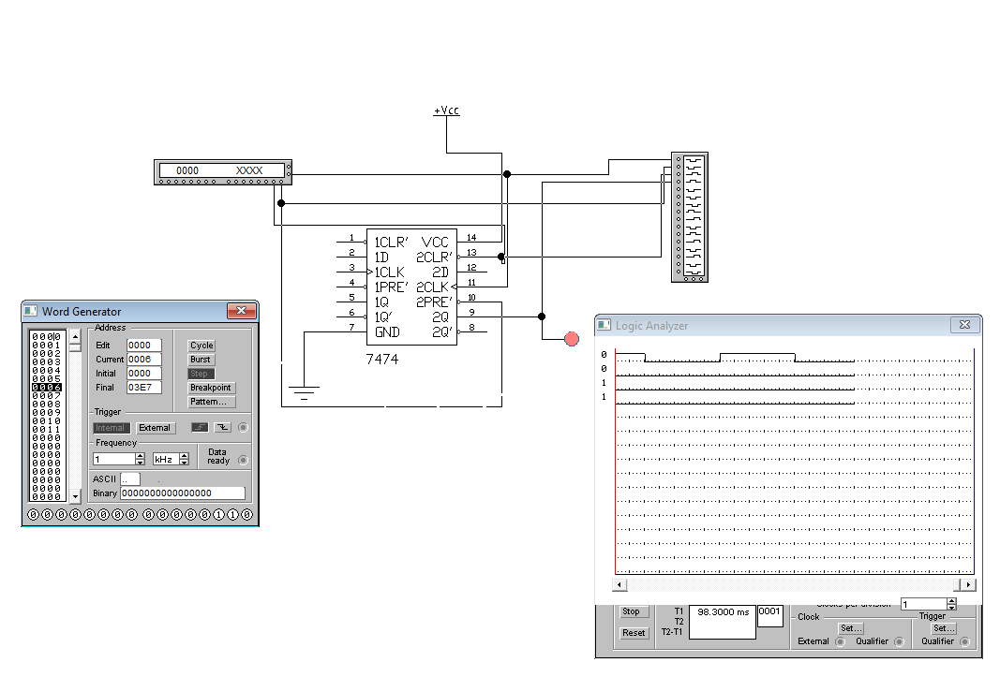 +Vcc
0000 XXXX
1 1CLR' VCC 14
2 1D 2CLR' 13
3 1CLK 2D 12
4 1PRE' 2CLK 11
5 1Q 2PRE' 10
6 1Q' 2Q 9
7 GND 2Q' 8
7474
Word Generator
0000
0001
0002
0003
0004
0005
0006
0007
0008
0009
0010
0011
0000
0000
0000
0000
0000
0000
0000
0000
Address
Edit 0000
Current 0006
Initial 0000
Final 03E7
Cycle
Burst
Step
Breakpoint
Pattern...
Trigger
Internal External
Frequency
1 kHz
Data
ready
ASCII ..
Binary 0000000000000000
0 0 0 0 0 0 0 0 0 0 0 0 0 1 1 0
Logic Analyzer
0
0
1
1
Stop
Reset
T1 98.3000 ms 0001
T2
T2-T1
Clocks per division 1
Clock
Set...
External Qualifier
Trigger
Set...
Qualifier